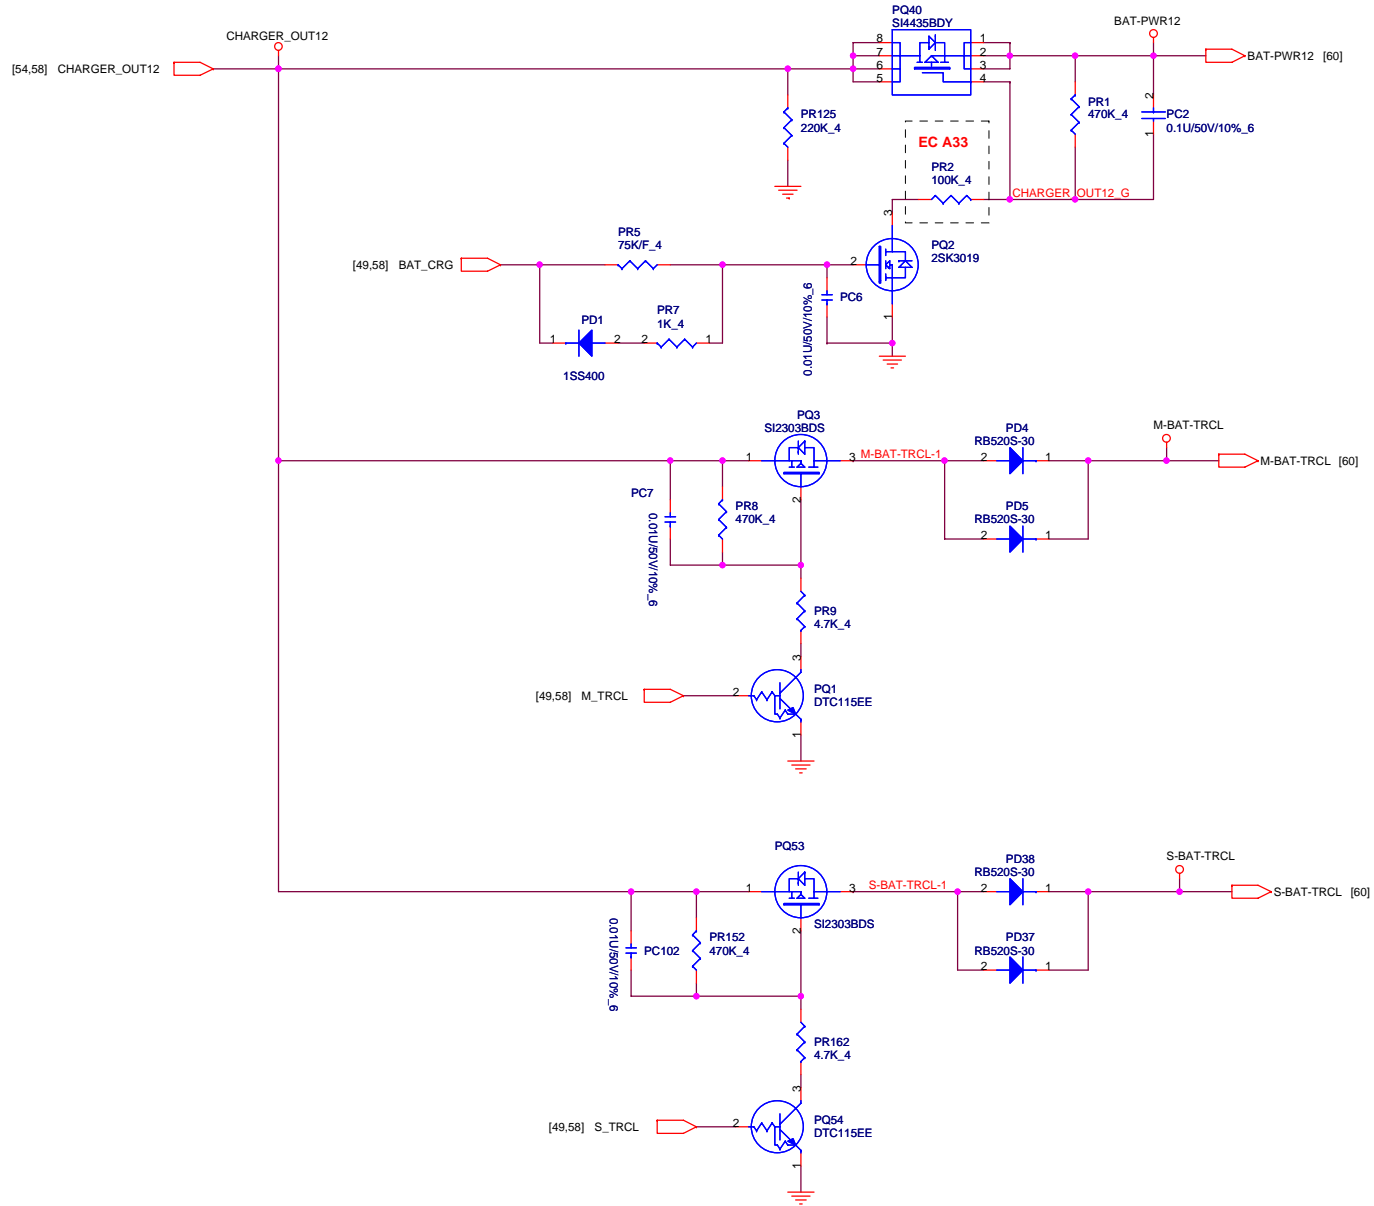 PQ40
SI4435BDY
BAT-PWR12
CHARGER_OUT12
[54,58] CHARGER_OUT12
8
7
6
5
1
2
3
4
BAT-PWR12 [60]
PR125
220K_4
PR1
470K_4
2
PC2
0.1U/50V/10%_6
1
EC A33
PR2
100K_4
CHARGER_OUT12_G
3
PR5
75K/F_4
PQ2
2SK3019
[49,58] BAT_CRG
2
PC6
0.01U/50V/10%_6
1
PD1
PR7
1K_4
1
2
2
1
1SS400
PQ3
SI2303BDS
M-BAT-TRCL
PD4
RB520S-30
1
3
M-BAT-TRCL-1
2
1
M-BAT-TRCL [60]
PC7
0.01U/50V/10%_6
PR8
470K_4
2
PD5
RB520S-30
2
1
PR9
4.7K_4
3
[49,58] M_TRCL
2
PQ1
DTC115EE
1
PQ53
S-BAT-TRCL
PD38
RB520S-30
1
3
S-BAT-TRCL-1
2
1
S-BAT-TRCL [60]
SI2303BDS
0.01U/50V/10%_6
PC102
PR152
470K_4
2
PD37
RB520S-30
2
1
PR162
4.7K_4
3
[49,58] S_TRCL
2
PQ54
DTC115EE
1